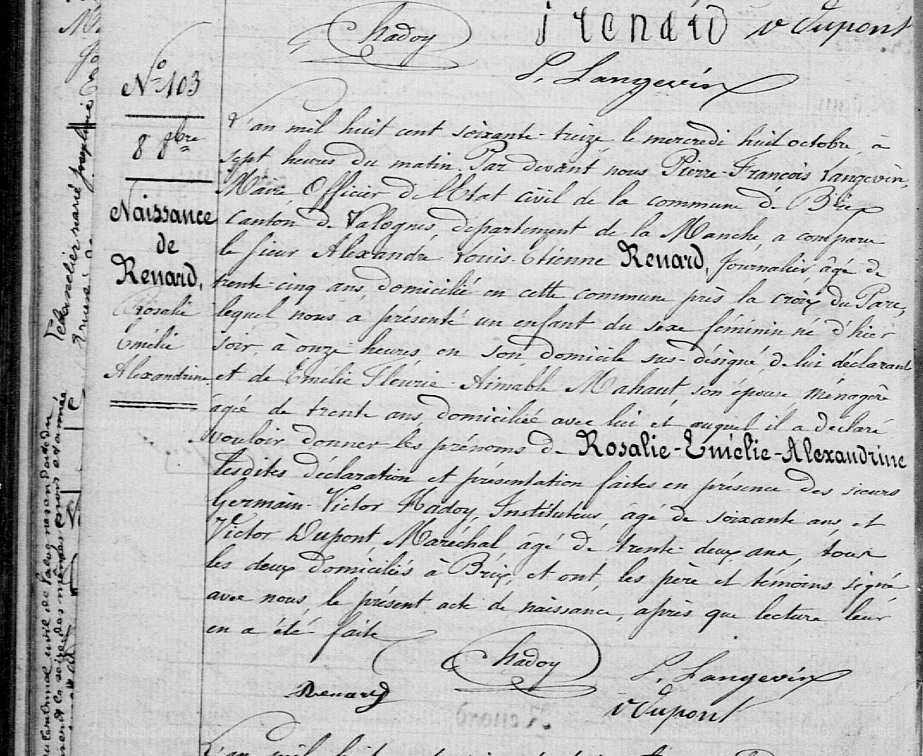 Chadoy
J renard
v Dupont
P. Langevin
No 103
8 8bre
Naissance
de
Renard,
Rosalie
Emélie
Alexandrine
L'an mil huit cent soixante-treize, le mercredi huit octobre, à
sept heures du matin. Par devant nous Pierre-François Langevin,
Maire Officier de l'Etat civil de la commune de Brix
Canton de Valognes, département de la Manche, a comparu
le sieur Alexandre Louis Etienne Renard, Journalier âgé de
trente-cinq ans domicilié en cette commune près la croix du Parc,
lequel nous a présenté un enfant du sexe féminin né d'hier
soir, à onze heures, en son domicile sus-désigné, de lui déclarant
et de Emélie Fleurie Aimable Mahaut, son épouse ménagère
âgée de trente ans domiciliée avec lui et auquel il a déclaré
vouloir donner les prénoms de Rosalie-Emélie-Alexandrine
Lesdites déclaration et présentation faites en présence des sieurs
Germain Victor Hadoy, Instituteur, âgé de soixante ans et
Victor Dupont Maréchal, âgé de trente-deux ans, tous
les deux domiciliés à Brix, et ont les père et témoins signé
avec nous, le présent acte de naissance, après que lecture leur
en a été faite
Renard
Chadoy
P. Langevin
v Dupont
L'an mil huit